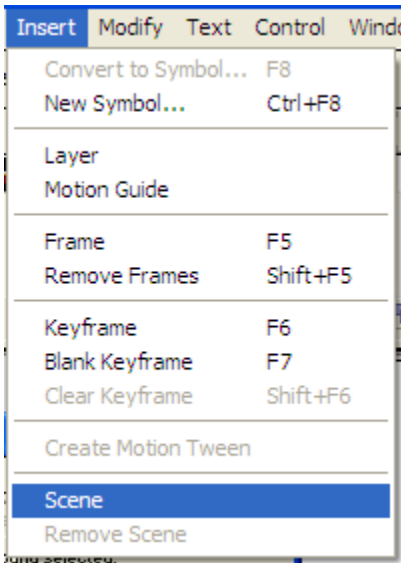 Insert Modify Text Control
Convert to Symbol... F8
New Symbol... Ctrl+F8
Layer
Motion Guide
Frame F5
Remove Frames Shift+F5
Keyframe F6
Blank Keyframe F7
Clear Keyframe Shift+F6
Create Motion Tween
Scene
Remove Scene